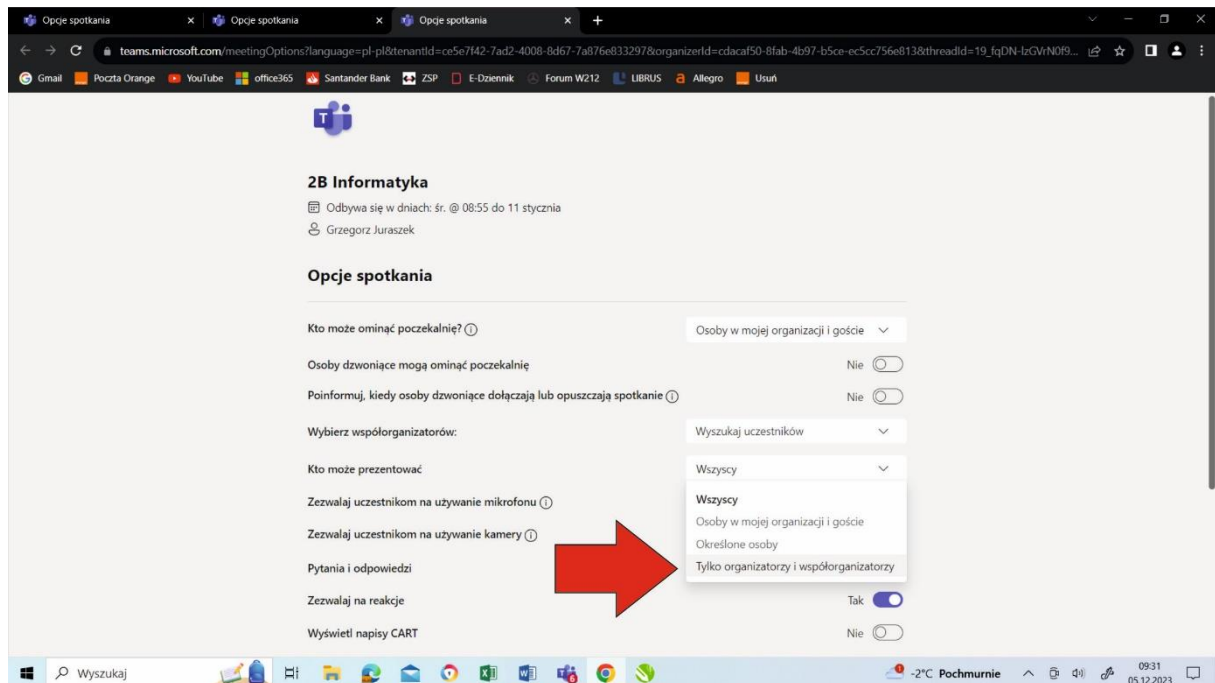 Opcje spotkania
Opcje spotkania
Opcje spotkania
teams.microsoft.com/meetingOptions?language=pl-pl&tenantId=ce5e7f42-7ad2-4008-8d67-7a876e833297&organizerId=cdacaf50-8fab-4b97-b5ce-ec5cc756e813&threadId=19_fqDN-lzGVrN0f9...
Gmail Poczta Orange YouTube office365 Santander Bank ZSP E-Dziennik Forum W212 LIBRUS Allegro Usuń
2B Informatyka
Odbywa się w dniach: śr. @ 08:55 do 11 stycznia
Grzegorz Juraszek
Opcje spotkania
Kto może ominąć poczekalnię? Osoby w mojej organizacji i goście
Osoby dzwoniące mogą ominąć poczekalnię Nie
Poinformuj, kiedy osoby dzwoniące dołączają lub opuszczają spotkanie Nie
Wybierz współorganizatorów: Wyszukaj uczestników
Kto może prezentować Wszyscy
Zezwalaj uczestnikom na używanie mikrofonu Wszyscy
Osoby w mojej organizacji i goście
Zezwalaj uczestnikom na używanie kamery
Określone osoby
Pytania i odpowiedzi Tylko organizatorzy i współorganizatorzy
Zezwalaj na reakcje Tak
Wyświetl napisy CART Nie
Wyszukaj
6
1
-2°C Pochmurnie
09:31
05.12.2023